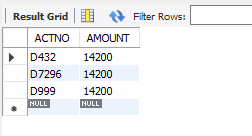 Result Grid Filter Rows:
ACTNO AMOUNT
D432 14200
D7296 14200
D999 14200
NULL NULL